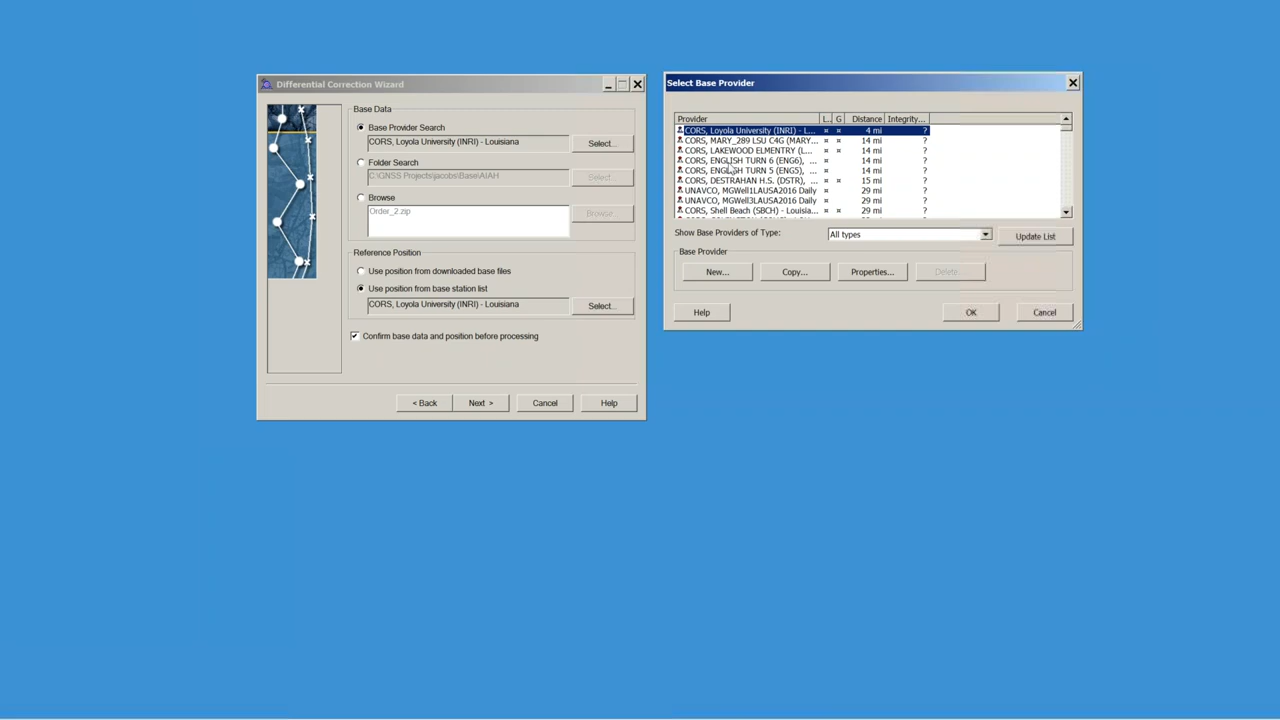 Differential Correction Wizard
Base Data
Base Provider Search
CORS, Loyola University (INRI) - Louisiana
Select...
Folder Search
C:\GNSS Projects\jacobs\Base\AIAH
Select...
Browse
Order_2.zip
Browse...
Reference Position
Use position from downloaded base files
Use position from base station list
CORS, Loyola University (INRI) - Louisiana
Select...
Confirm base data and position before processing
< Back
Next >
Cancel
Help
Select Base Provider
Provider L... G Distance Integrity...
CORS, Loyola University (INRI) - L... 4 mi ?
CORS, MARY_289 LSU C4G (MARY... 14 mi ?
CORS, LAKEWOOD ELMENTRY (L... 14 mi ?
CORS, ENGLISH TURN 6 (ENG6), ... 14 mi ?
CORS, ENGLISH TURN 5 (ENG5), ... 14 mi ?
CORS, DESTRAHAN H.S. (DSTR), ... 15 mi ?
UNAVCO, MGWell1LAUSA2016 Daily 29 mi ?
UNAVCO, MGWell3LAUSA2016 Daily 29 mi ?
CORS, Shell Beach (SBCH) - Louisia... 29 mi ?
Show Base Providers of Type:
All types
Update List
Base Provider
New...
Copy...
Properties...
Delete...
Help
OK
Cancel